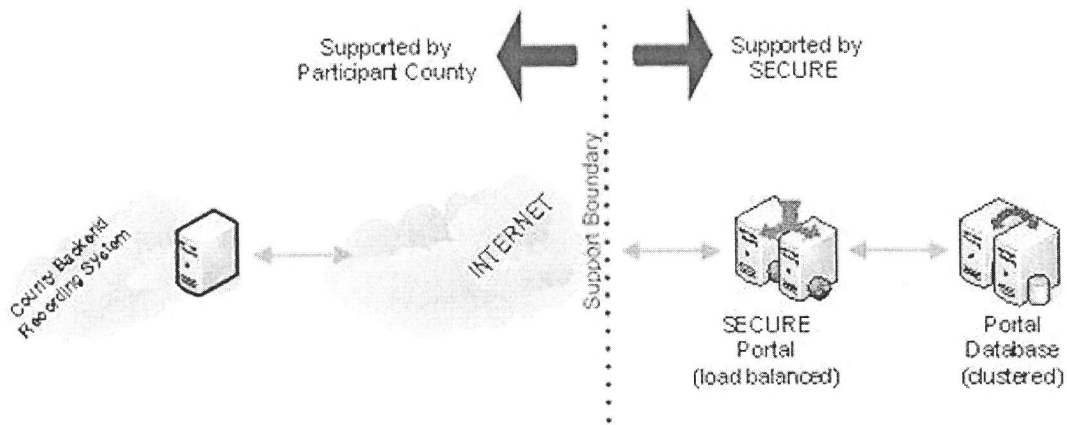 Supported by
Participant County
Supported by
SECURE
Support Boundary
County Backend
Recording System
INTERNET
SECURE
Portal
(load balanced)
Portal
Database
(clustered)